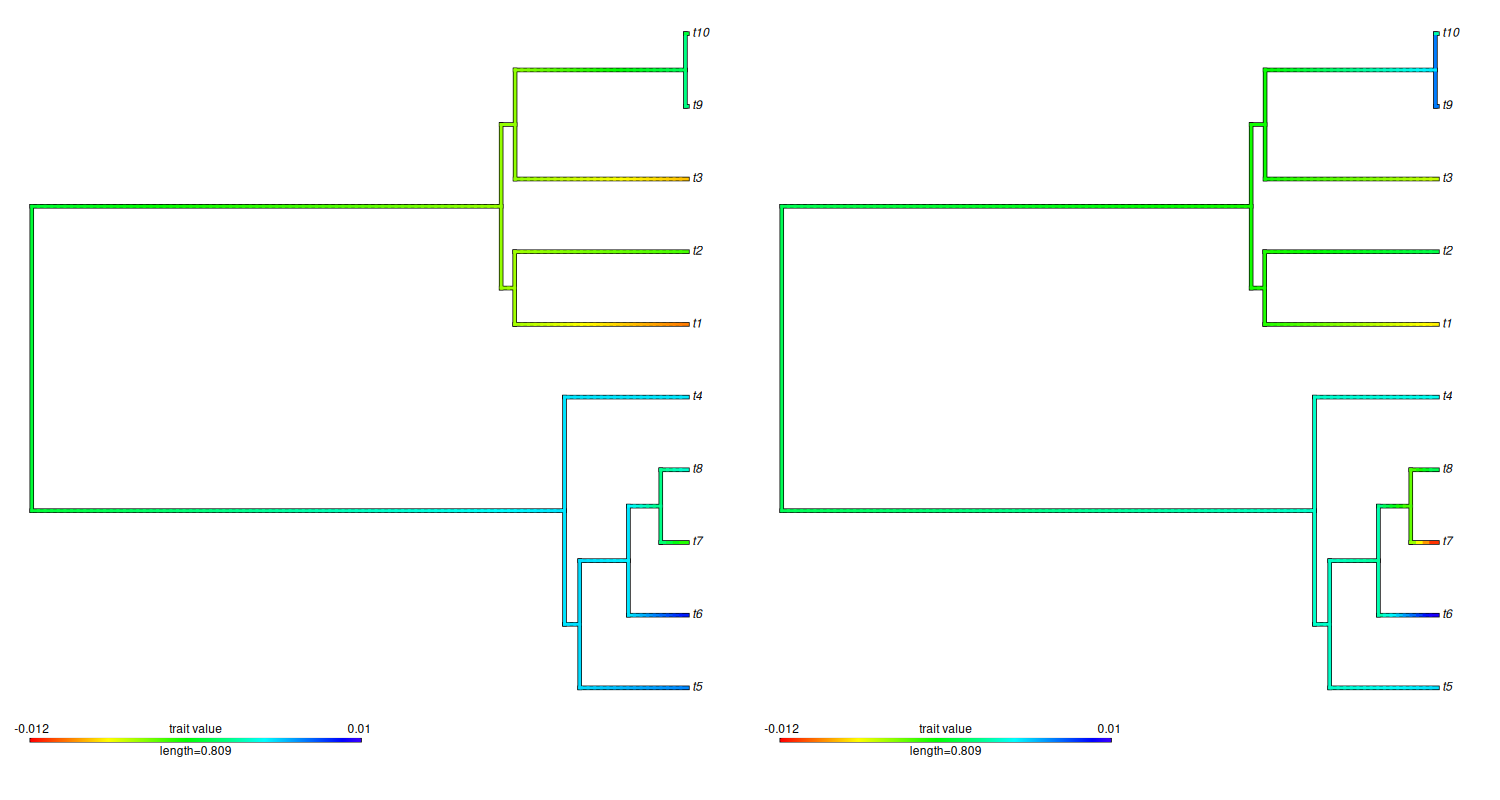 t10
t9
t3
t2
t1
t4
t8
t7
t6
t5
-0.012 trait value 0.01
length=0.809
t10
t9
t3
t2
t1
t4
t8
t7
t6
t5
-0.012 trait value 0.01
length=0.809